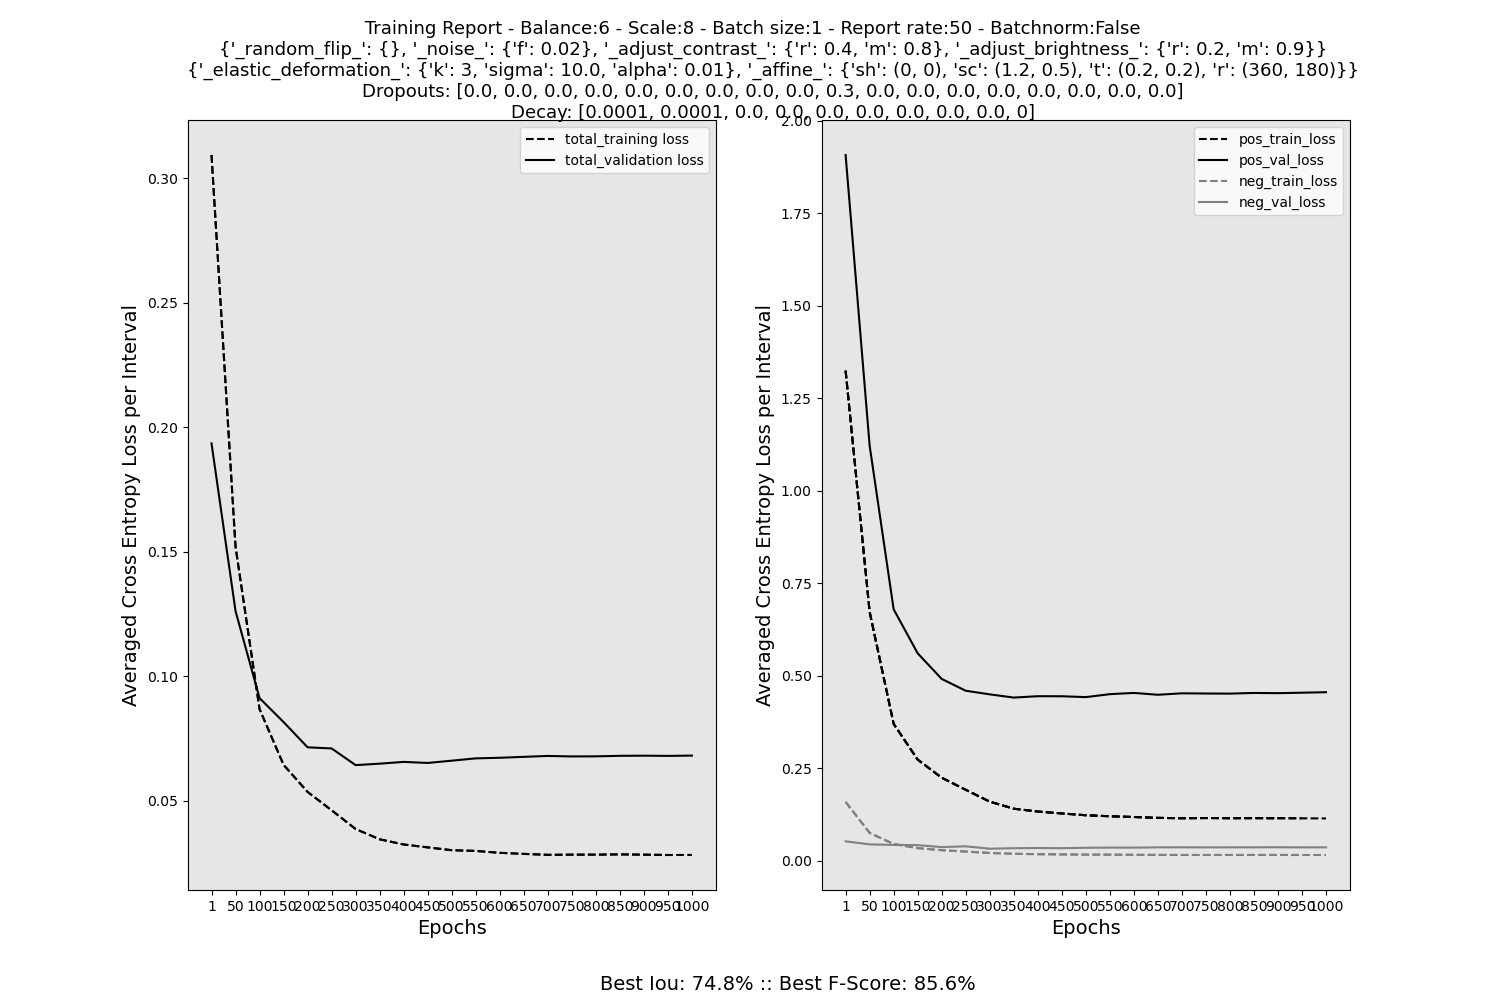 Training Report - Balance:6 - Scale:8 - Batch size:1 - Report rate:50 - Batchnorm:False
{'_random_flip_': {}, '_noise_': {'f': 0.02}, '_adjust_contrast_': {'r': 0.4, 'm': 0.8}, '_adjust_brightness_': {'r': 0.2, 'm': 0.9}}
{'_elastic_deformation_': {'k': 3, 'sigma': 10.0, 'alpha': 0.01}, '_affine_': {'sh': (0, 0), 'sc': (1.2, 0.5), 't': (0.2, 0.2), 'r': (360, 180)}}
Dropouts: [0.0, 0.0, 0.0, 0.0, 0.0, 0.0, 0.0, 0.0, 0.0, 0.3, 0.0, 0.0, 0.0, 0.0, 0.0, 0.0, 0.0]
Decay: [0.0001, 0.0001, 0.0, 0.0, 0.0, 0.0, 0.0, 0.0, 0.0, 0]
total_training loss
total_validation loss
0.30
0.25
0.20
0.15
0.10
0.05
Averaged Cross Entropy Loss per Interval
1 50 100 150 200 250 300 350 400 450 500 550 600 650 700 750 800 850 900 950 1000
Epochs
pos_train_loss
pos_val_loss
neg_train_loss
neg_val_loss
2.00
1.75
1.50
1.25
1.00
0.75
0.50
0.25
0.00
Averaged Cross Entropy Loss per Interval
1 50 100 150 200 250 300 350 400 450 500 550 600 650 700 750 800 850 900 950 1000
Epochs
Best Iou: 74.8% :: Best F-Score: 85.6%